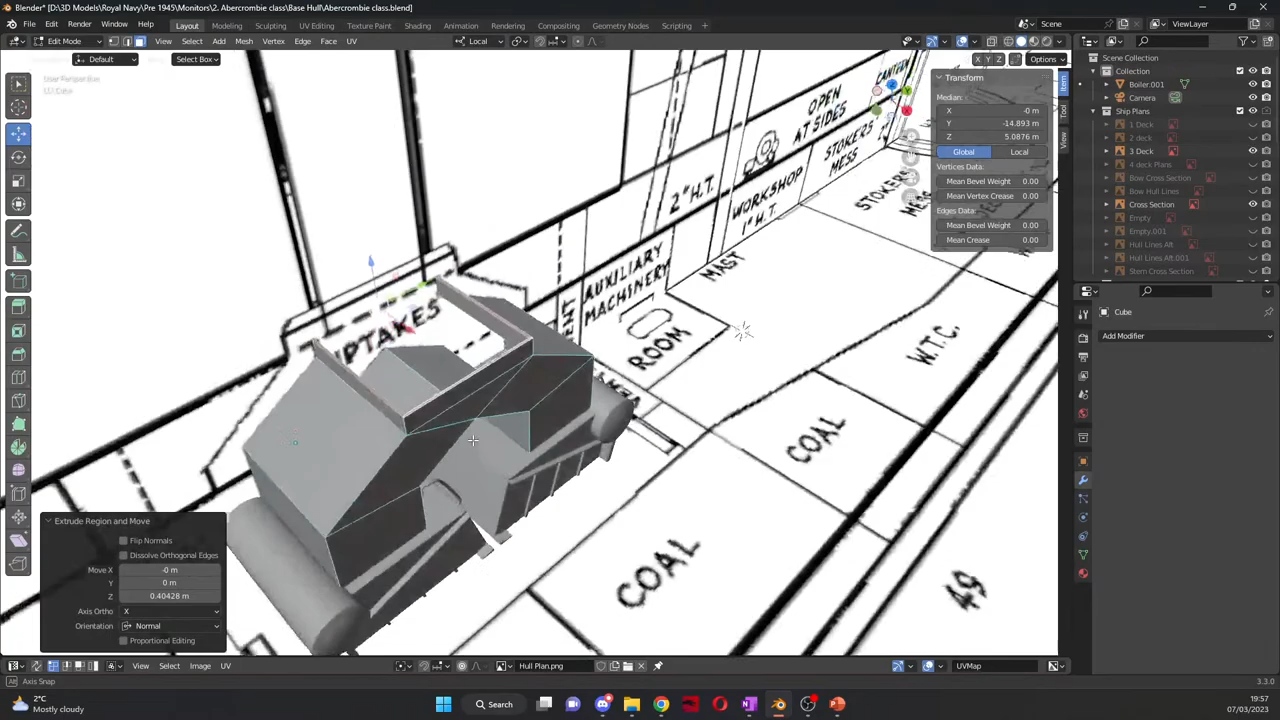 Blender* [D:\3D Models\Royal Navy\Pre 1945\Monitors\2. Abercrombie class\Base Hull\Abercrombie class.blend]
File Edit Render Window Help Layout Modeling Sculpting UV Editing Texture Paint Shading Animation Rendering Compositing Geometry Nodes Scripting + Scene ViewLayer
Edit Mode View Select Add Mesh Vertex Edge Face UV Local
Default Select Box X Y Z Options
User Perspective
Transform
Median:
X -0 m
Y -14.893 m
Z 5.0876 m
Global Local
Vertices Data:
Mean Bevel Weight 0.00
Mean Vertex Crease 0.00
Edges Data:
Mean Bevel Weight 0.00
Mean Crease 0.00
Item
Tool
View
Scene Collection
Collection
Boiler.001
Camera
Ship Plans
1 Deck
2 deck
3 Deck
4 deck Plans
Bow Cross Section
Bow Hull Lines
Cross Section
Empty
Empty.001
Hull Lines Aft
Hull Lines Aft.001
Stern Cross Section
Cube
Add Modifier
CANTEEN
OPEN
AT SIDES
STOKERS
MESS
2" H.T.
WORKSHOP
1" H.T.
STOKERS
MESS
AUXILIARY
MACHINERY
ROOM
MAST
UPTAKES
W.T.C.
COAL
COAL
49
Extrude Region and Move
Flip Normals
Dissolve Orthogonal Edges
Move X -0 m
Y 0 m
Z 0.40428 m
Axis Ortho X
Orientation Normal
Proportional Editing
View Select Image UV Hull Plan.png UVMap
Axis Snap 3.3.0
2°C
Mostly cloudy
Search
19:57
07/03/2023